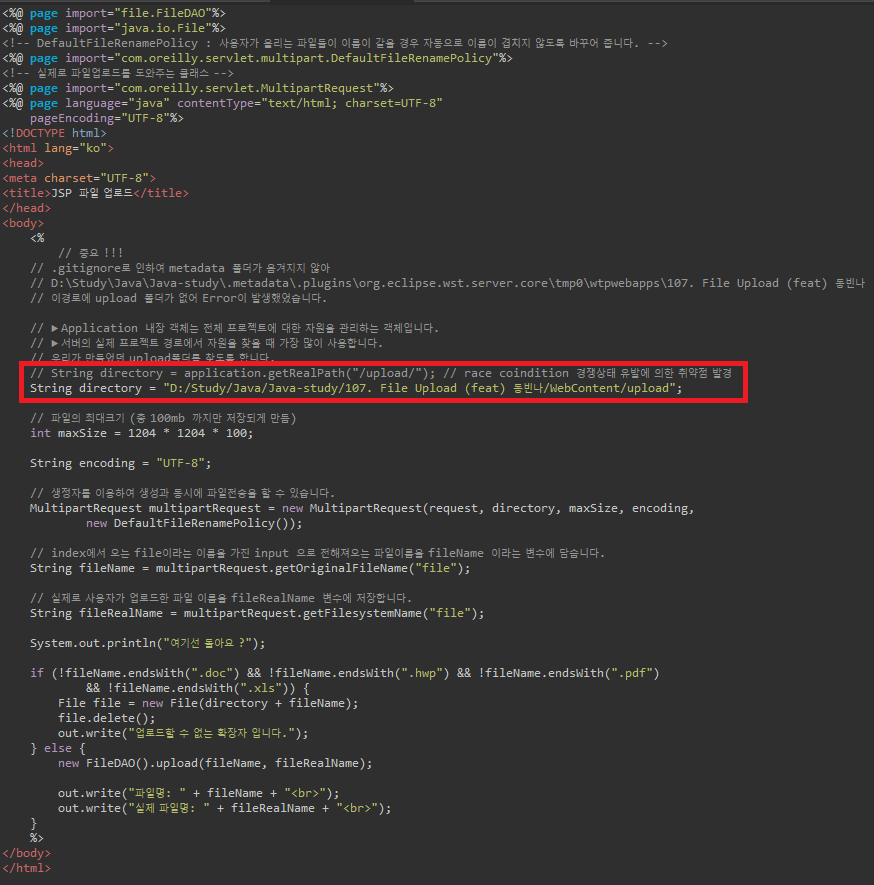 <%@ page import="file.FileDAO"%>
<%@ page import="java.io.File"%>
<!-- DefaultFileRenamePolicy : 사용자가 올리는 파일들이 이름이 같을 경우 자동으로 이름이 겹치지 않도록 바꾸어 줍니다. -->
<%@ page import="com.oreilly.servlet.multipart.DefaultFileRenamePolicy"%>
<!-- 실제로 파일업로드를 도와주는 클래스 -->
<%@ page import="com.oreilly.servlet.MultipartRequest"%>
<%@ page language="java" contentType="text/html; charset=UTF-8"
    pageEncoding="UTF-8"%>
<!DOCTYPE html>
<html lang="ko">
<head>
<meta charset="UTF-8">
<title>JSP 파일 업로드</title>
</head>
<body>
    <%
        // 중요 !!!
    // .gitignore로 인하여 metadata 폴더가 옮겨지지 않아
    // D:\Study\Java\Java-study\.metadata\.plugins\org.eclipse.wst.server.core\tmp0\wtpwebapps\107. File Upload (feat) 동빈나
    // 이경로에 upload 폴더가 없어 Error이 발생했었습니다.
    // ▶Application 내장 객체는 전체 프로젝트에 대한 자원을 관리하는 객체입니다.
    // ▶서버의 실제 프로젝트 경로에서 자원을 찾을 때 가장 많이 사용합니다.
    // 우리가 만들었던 upload폴더를 찾도록 합니다.
    // String directory = application.getRealPath("/upload/"); // race coindition 경쟁상태 유발에 의한 취약점 발견
    String directory = "D:/Study/Java/Java-study/107. File Upload (feat) 동빈나/WebContent/upload";
    // 파일의 최대크기 (총 100mb 까지만 저장되게 만듬)
    int maxSize = 1204 * 1204 * 100;
    String encoding = "UTF-8";
    // 생정자를 이용하여 생성과 동시에 파일전송을 할 수 있습니다.
    MultipartRequest multipartRequest = new MultipartRequest(request, directory, maxSize, encoding,
            new DefaultFileRenamePolicy());
    // index에서 오는 file이라는 이름을 가진 input 으로 전해져오는 파일이름을 fileName 이라는 변수에 담습니다.
    String fileName = multipartRequest.getOriginalFileName("file");
    // 실제로 사용자가 업로드한 파일 이름을 fileRealName 변수에 저장합니다.
    String fileRealName = multipartRequest.getFilesystemName("file");
    System.out.println("여기선 돌아요 ?");
    if (!fileName.endsWith(".doc") && !fileName.endsWith(".hwp") && !fileName.endsWith(".pdf")
            && !fileName.endsWith(".xls")) {
        File file = new File(directory + fileName);
        file.delete();
        out.write("업로드할 수 없는 확장자 입니다.");
    } else {
        new FileDAO().upload(fileName, fileRealName);
        out.write("파일명: " + fileName + "<br>");
        out.write("실제 파일명: " + fileRealName + "<br>");
    }
    %>
</body>
</html>